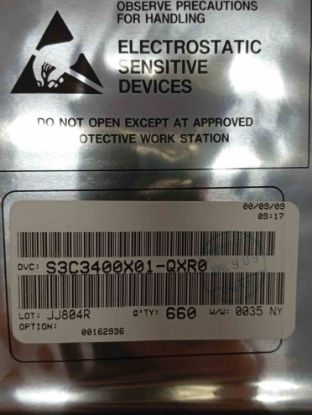 OBSERVE PRECAUTIONS
FOR HANDLING
ELECTROSTATIC
SENSITIVE
DEVICES
DO NOT OPEN EXCEPT AT APPROVED
OTECTIVE WORK STATION
00/09/09
09:17
DVC: S3C3400X01-QXR0
LOT: JJ804R Q'TY: 660 W/W: 0035 NY
OPTION: 00162936